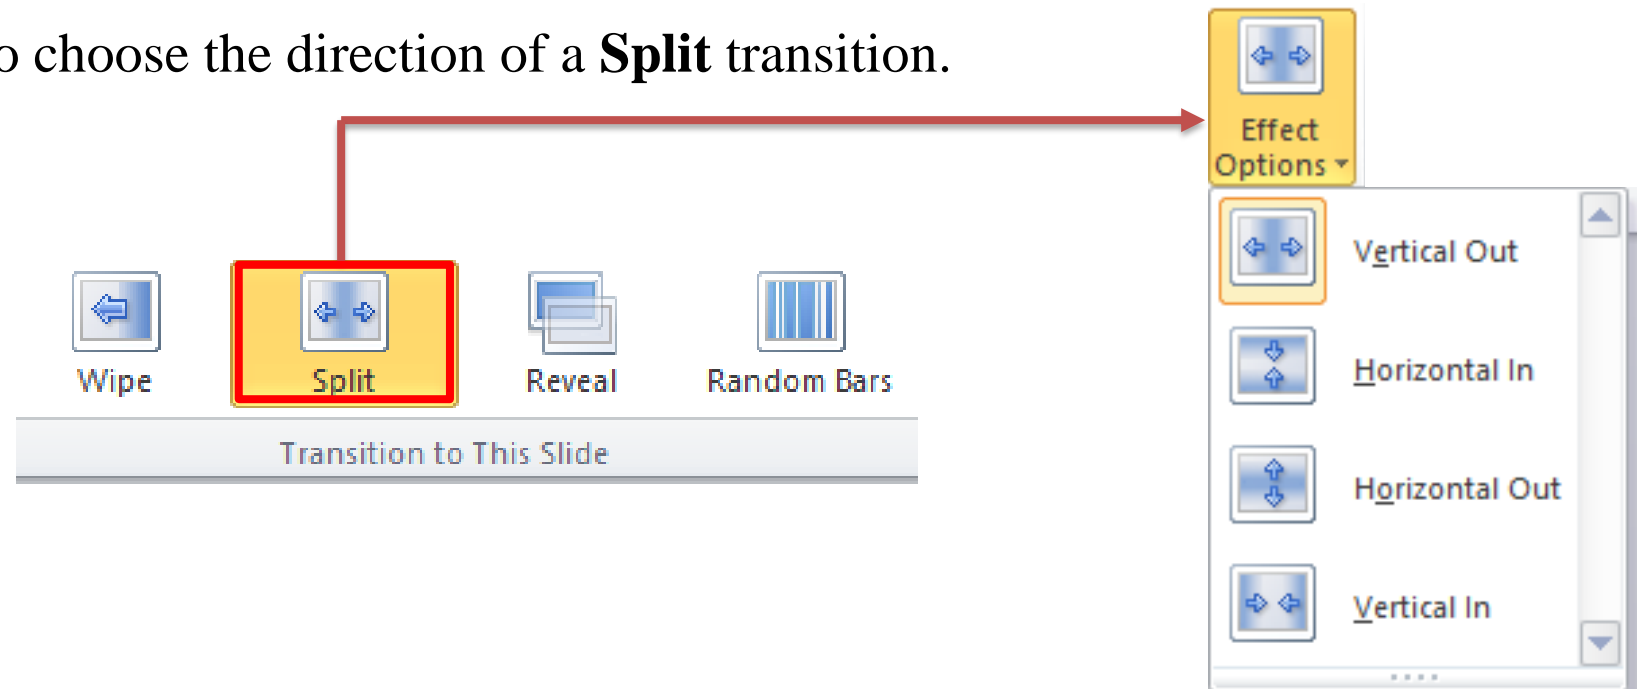 o choose the direction of a Split transition.
Effect
Options
Vertical Out
Horizontal In
Horizontal Out
Vertical In
Wipe
Split
Reveal
Random Bars
Transition to This Slide